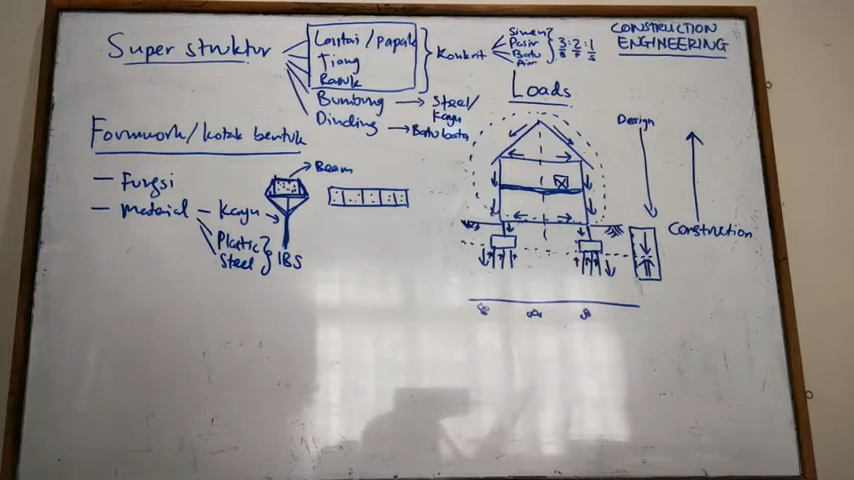 Super struktur
Lantai / papak
Tiang
Rasuk
Bumbung
Dinding
Konkrit
Steel/
Kayu
Batu bata
Simen
Pasir
Batu
Air
3 : 2 : 1
CONSTRUCTION
ENGINEERING
Formwork / kotak bentuk
- Fungsi
- Material - Kayu
Plastic
Steel
IBS
Beam
Loads
Design
Construction